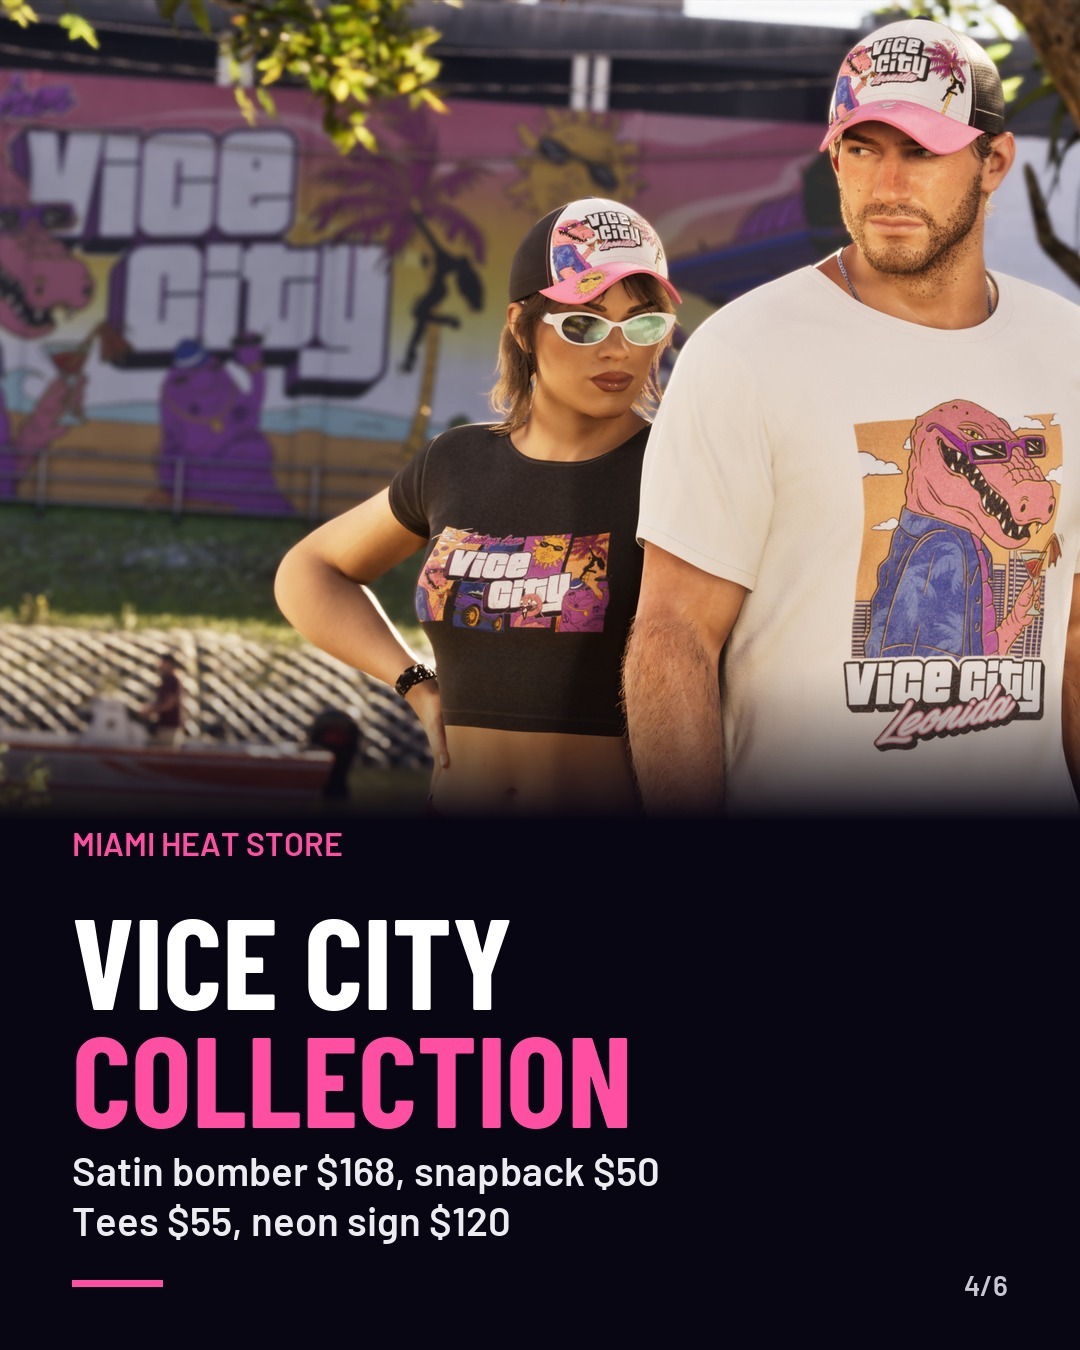 Vice
City
Vice
City
Leonida
Vice
City
Leonida
Vice
City
Vice City
Leonida
MIAMI HEAT STORE
VICE CITY
COLLECTION
Satin bomber $168, snapback $50
Tees $55, neon sign $120
4/6